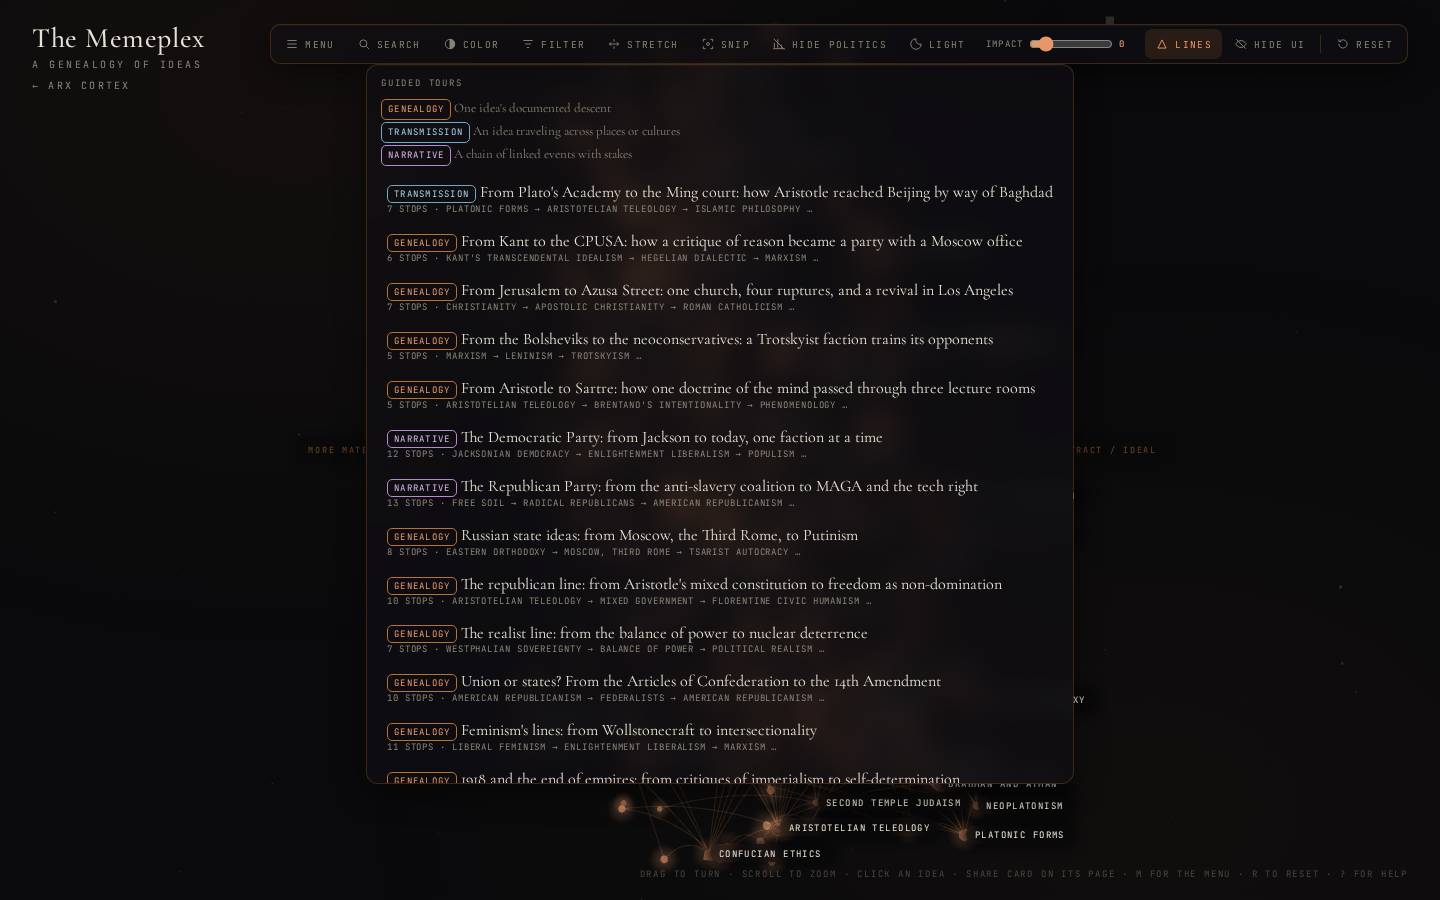 The Memeplex
A GENEALOGY OF IDEAS
← ARX CORTEX
MENU SEARCH COLOR FILTER STRETCH SNIP HIDE POLITICS LIGHT IMPACT 0 LINES HIDE UI RESET
GUIDED TOURS
GENEALOGY One idea's documented descent
TRANSMISSION An idea traveling across places or cultures
NARRATIVE A chain of linked events with stakes
TRANSMISSION From Plato's Academy to the Ming court: how Aristotle reached Beijing by way of Baghdad
7 STOPS · PLATONIC FORMS → ARISTOTELIAN TELEOLOGY → ISLAMIC PHILOSOPHY …
GENEALOGY From Kant to the CPUSA: how a critique of reason became a party with a Moscow office
6 STOPS · KANT'S TRANSCENDENTAL IDEALISM → HEGELIAN DIALECTIC → MARXISM …
GENEALOGY From Jerusalem to Azusa Street: one church, four ruptures, and a revival in Los Angeles
7 STOPS · CHRISTIANITY → APOSTOLIC CHRISTIANITY → ROMAN CATHOLICISM …
GENEALOGY From the Bolsheviks to the neoconservatives: a Trotskyist faction trains its opponents
5 STOPS · MARXISM → LENINISM → TROTSKYISM …
GENEALOGY From Aristotle to Sartre: how one doctrine of the mind passed through three lecture rooms
5 STOPS · ARISTOTELIAN TELEOLOGY → BRENTANO'S INTENTIONALITY → PHENOMENOLOGY …
NARRATIVE The Democratic Party: from Jackson to today, one faction at a time
12 STOPS · JACKSONIAN DEMOCRACY → ENLIGHTENMENT LIBERALISM → POPULISM …
MORE MATE
RACT / IDEAL
NARRATIVE The Republican Party: from the anti-slavery coalition to MAGA and the tech right
13 STOPS · FREE SOIL → RADICAL REPUBLICANS → AMERICAN REPUBLICANISM …
GENEALOGY Russian state ideas: from Moscow, the Third Rome, to Putinism
8 STOPS · EASTERN ORTHODOXY → MOSCOW, THIRD ROME → TSARIST AUTOCRACY …
GENEALOGY The republican line: from Aristotle's mixed constitution to freedom as non-domination
10 STOPS · ARISTOTELIAN TELEOLOGY → MIXED GOVERNMENT → FLORENTINE CIVIC HUMANISM …
GENEALOGY The realist line: from the balance of power to nuclear deterrence
7 STOPS · WESTPHALIAN SOVEREIGNTY → BALANCE OF POWER → POLITICAL REALISM …
GENEALOGY Union or states? From the Articles of Confederation to the 14th Amendment
10 STOPS · AMERICAN REPUBLICANISM → FEDERALISTS → AMERICAN REPUBLICANISM …
XY
GENEALOGY Feminism's lines: from Wollstonecraft to intersectionality
11 STOPS · LIBERAL FEMINISM → ENLIGHTENMENT LIBERALISM → MARXISM …
GENEALOGY 1918 and the end of empires: from critiques of imperialism to self-determination
BRAHMAN AND ATMAN
SECOND TEMPLE JUDAISM
NEOPLATONISM
ARISTOTELIAN TELEOLOGY
PLATONIC FORMS
CONFUCIAN ETHICS
DRAG TO TURN · SCROLL TO ZOOM · CLICK AN IDEA · SHARE CARD ON ITS PAGE · M FOR THE MENU · R TO RESET · ? FOR HELP